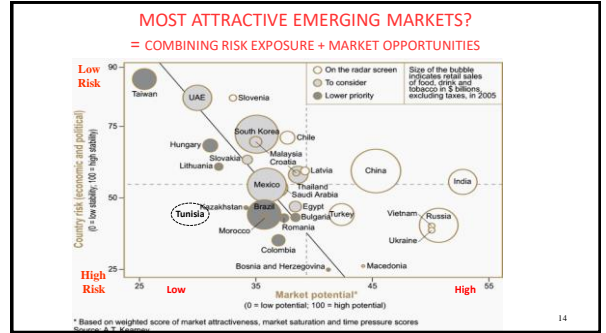 MOST ATTRACTIVE EMERGING MARKETS?
= COMBINING RISK EXPOSURE + MARKET OPPORTUNITIES
Low
Risk
90
75
50
25
Country risk (economic and political)
(0 = low stability; 100 = high stability)
On the radar screen
To consider
Lower priority
Size of the bubble
indicates retail sales
of food, drink and
tobacco in $ billions,
excluding taxes, in 2005
Taiwan
UAE
Slovenia
South Korea
Chile
Hungary
Malaysia
Croatia
Slovakia
Lithuania
Latvia
China
Mexico
Thailand
Saudi Arabia
India
Kazakhstan
Brazil
Egypt
Tunisia
Bulgaria
Turkey
Vietnam
Russia
Morocco
Romania
Ukraine
Colombia
Bosnia and Herzegovina
Macedonia
High
Risk
25
35
45
55
Low
Market potential*
High
(0 = low potential; 100 = high potential)
* Based on weighted score of market attractiveness, market saturation and time pressure scores
Source: A.T. Kearney
14